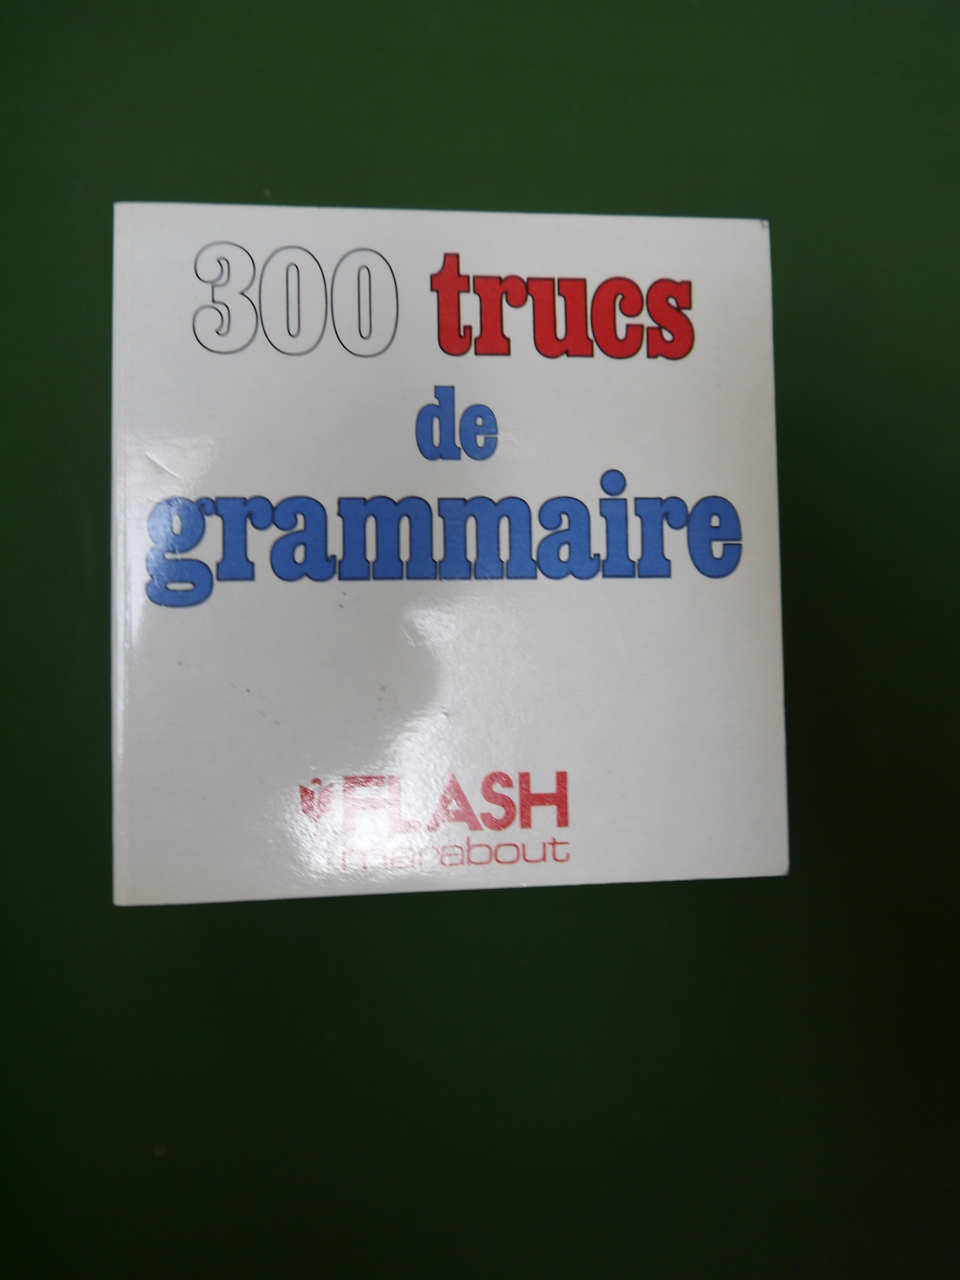 300 trucs
de
grammaire
FLASH
marabout